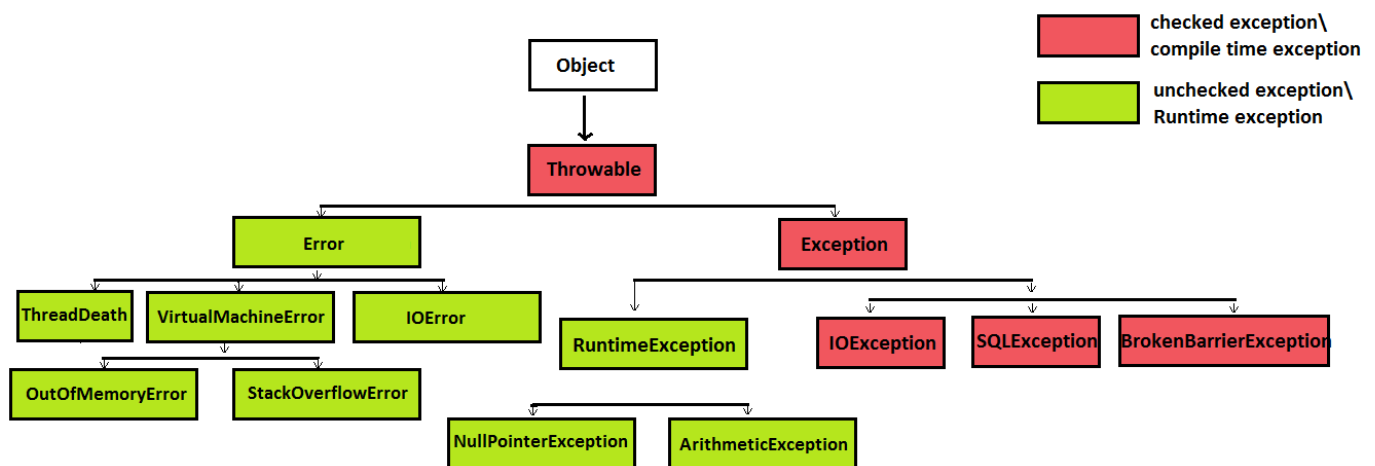 checked exception\
compile time exception
Object
unchecked exception\
Runtime exception
Throwable
Error
Exception
ThreadDeath
VirtualMachineError
IOError
RuntimeException
IOException
SQLException
BrokenBarrierException
OutOfMemoryError
StackOverflowError
NullPointerException
ArithmeticException